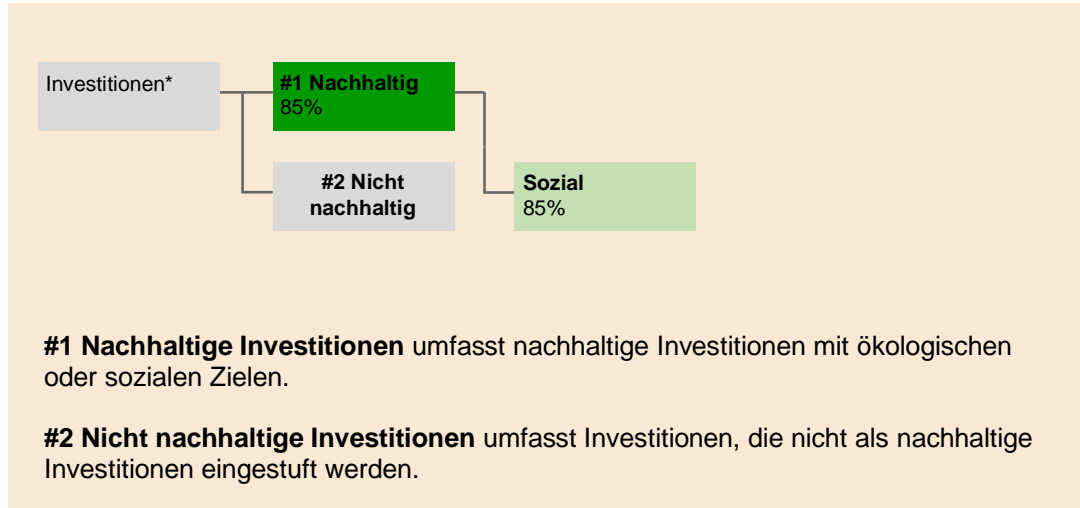 Investitionen*
#1 Nachhaltig
85%
#2 Nicht
nachhaltig
Sozial
85%
#1 Nachhaltige Investitionen umfasst nachhaltige Investitionen mit ökologischen
oder sozialen Zielen.
#2 Nicht nachhaltige Investitionen umfasst Investitionen, die nicht als nachhaltige
Investitionen eingestuft werden.